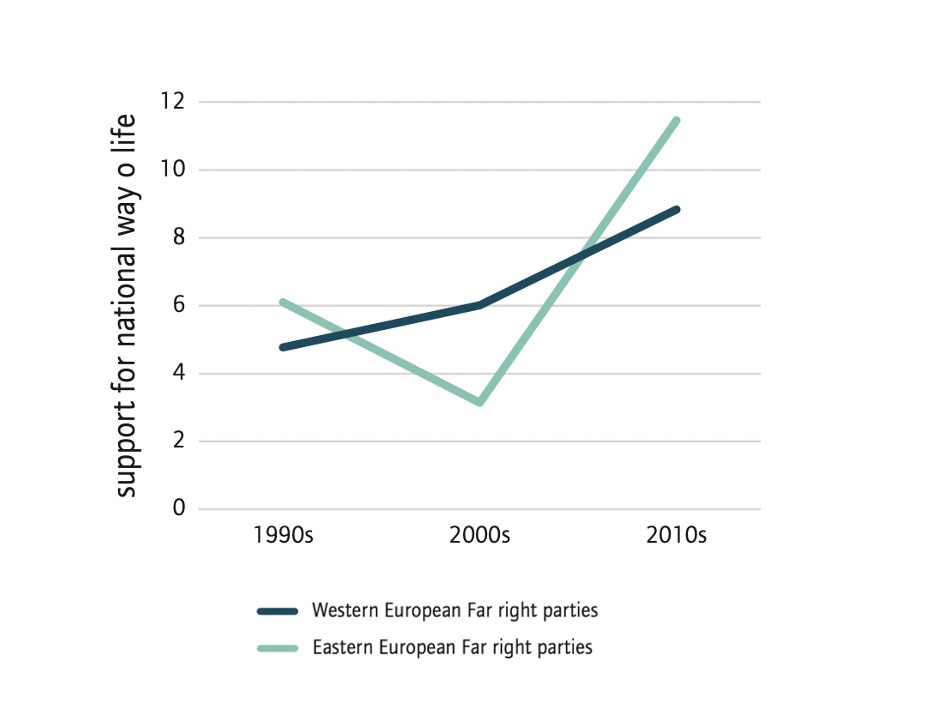 support for national way o life
12
10
8
6
4
2
0
1990s 2000s 2010s
Western European Far right parties
Eastern European Far right parties